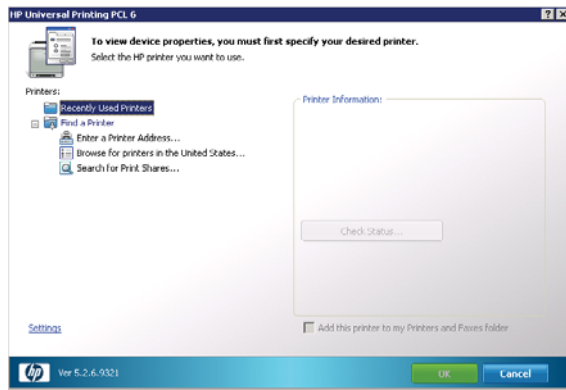 HP Universal Printing PCL 6
To view device properties, you must first specify your desired printer.
Select the HP printer you want to use.
Printers:
Recently Used Printers
Find a Printer
Enter a Printer Address...
Browse for printers in the United States...
Search for Print Shares...
Printer Information:
Check Status...
Settings
Add this printer to my Printers and Faxes folder
hp
Ver 5.2.6.9321
OK
Cancel